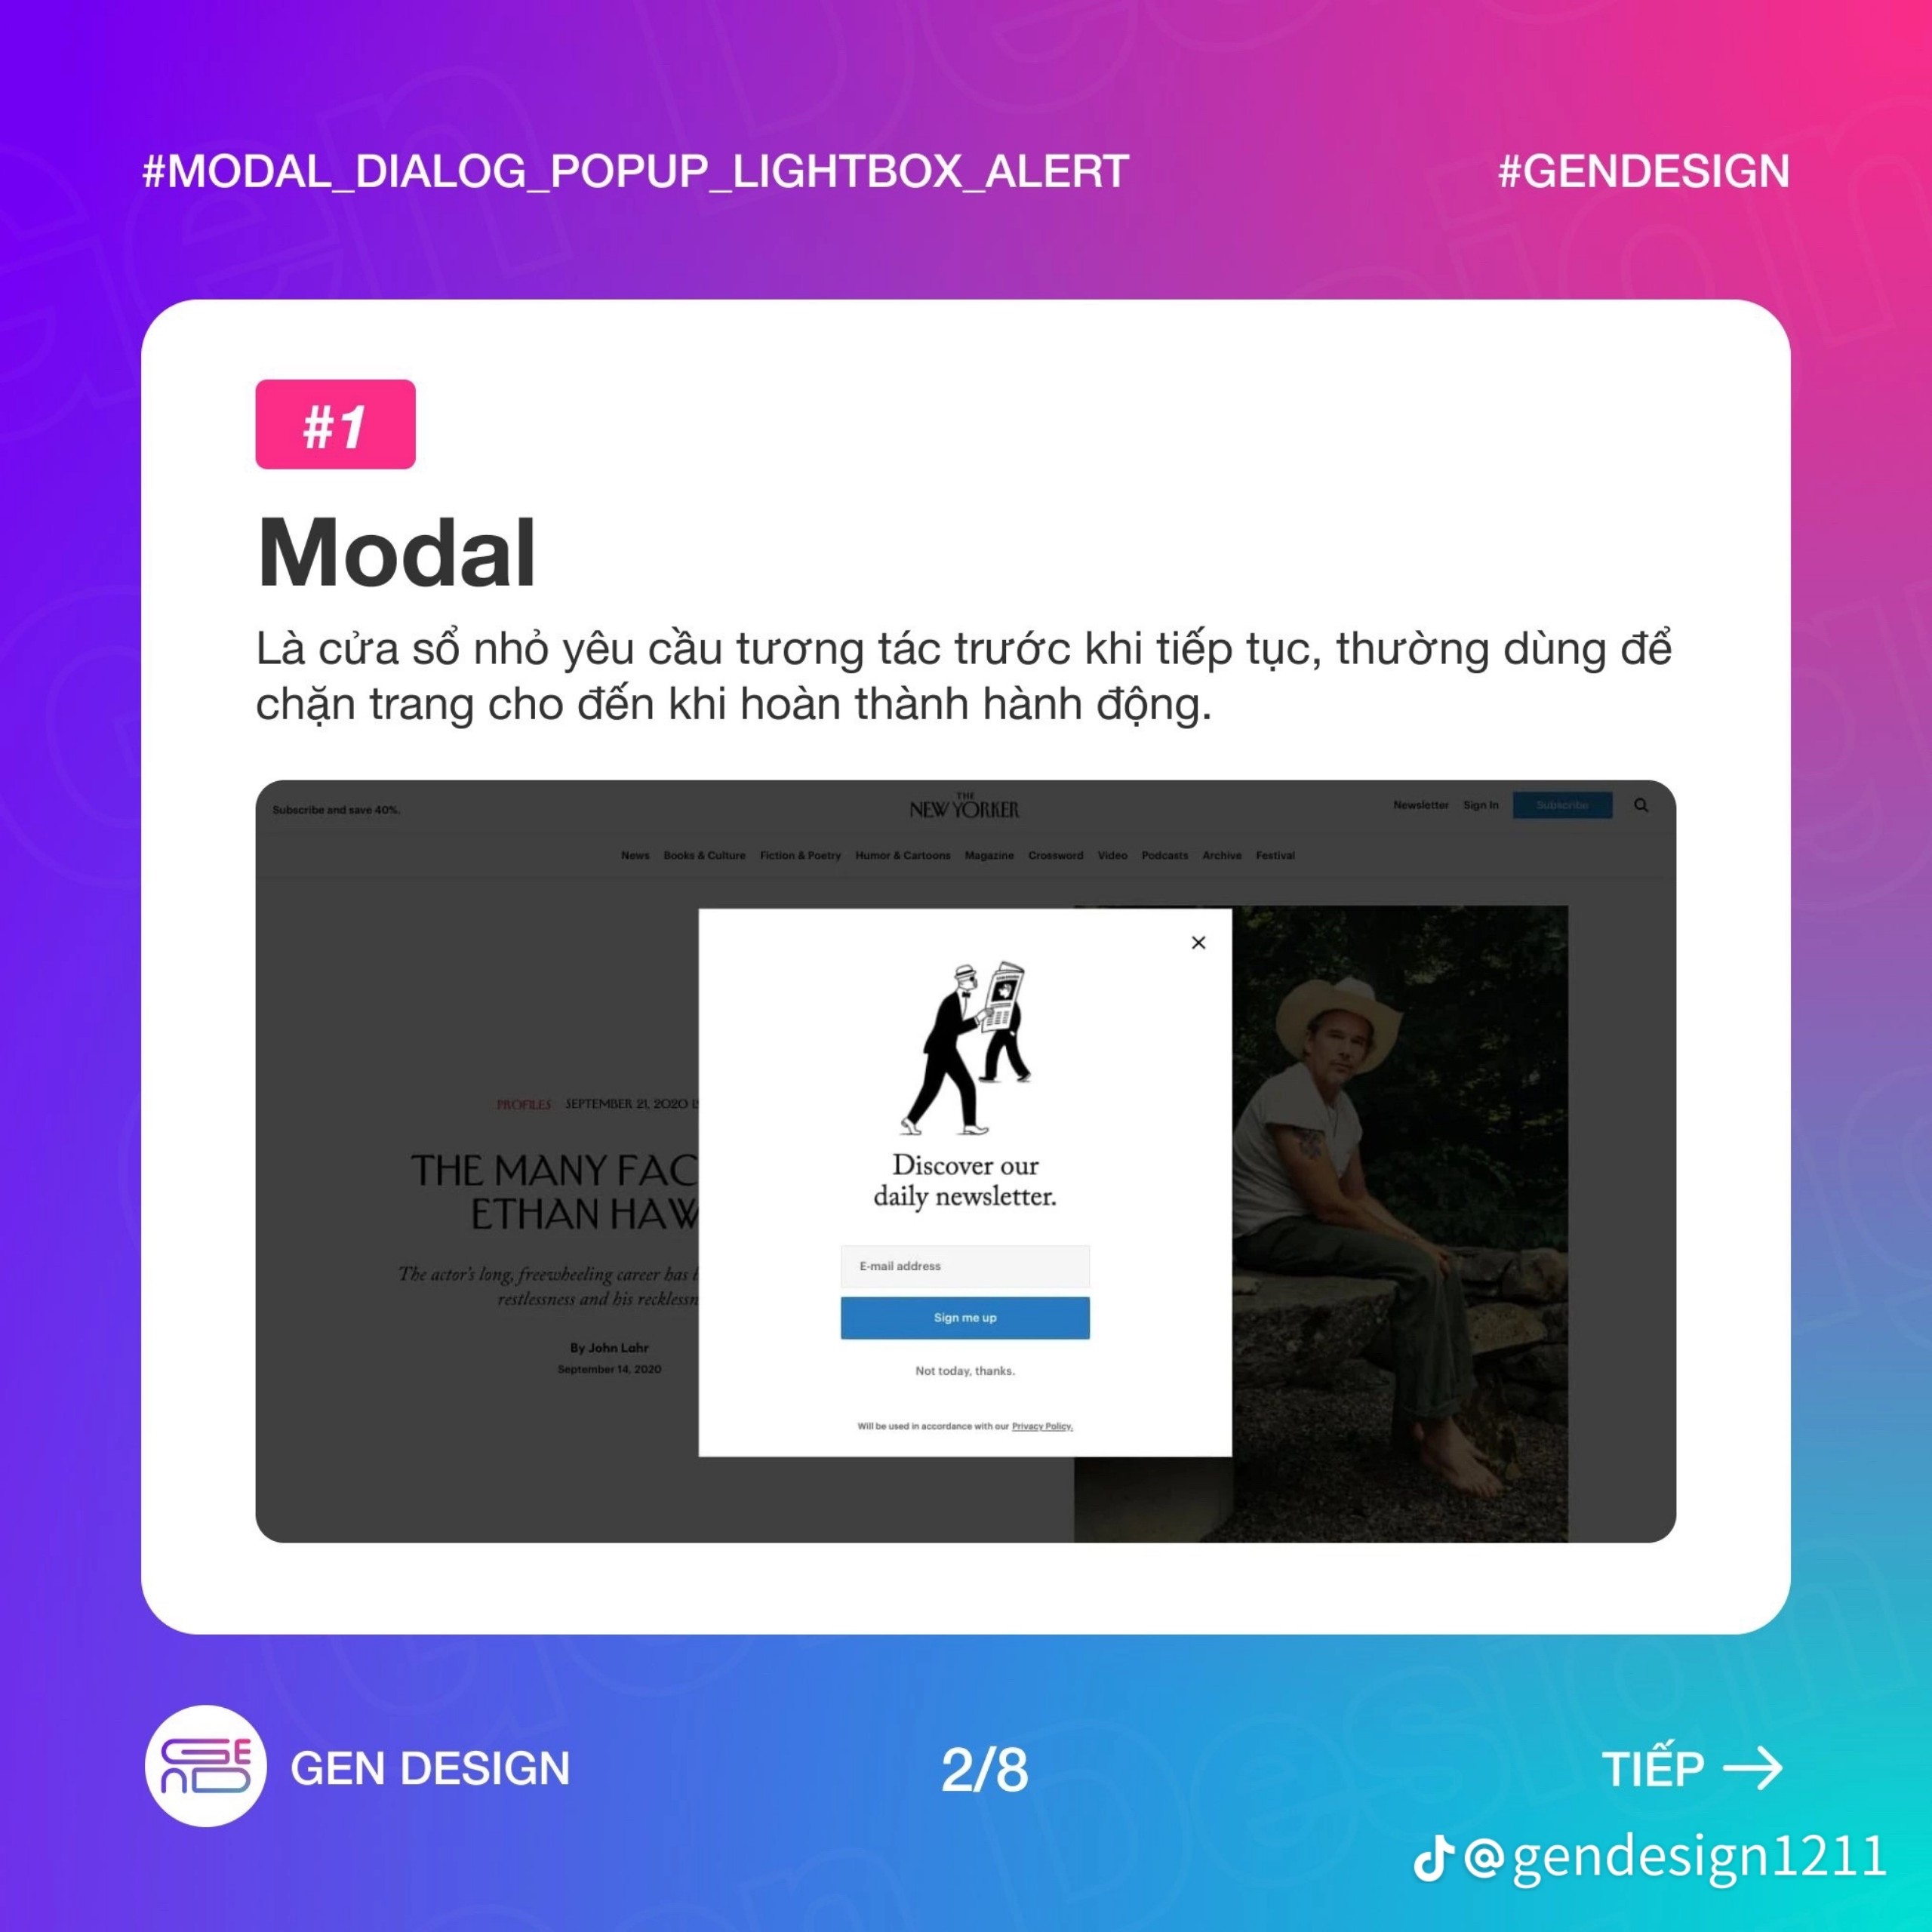 #MODAL_DIALOG_POPUP_LIGHTBOX_ALERT
#GENDESIGN
#1
Modal
Là cửa sổ nhỏ yêu cầu tương tác trước khi tiếp tục, thường dùng để
chặn trang cho đến khi hoàn thành hành động.
Subscribe and save 40%.
THE
NEW YORKER
Newsletter Sign In Subscribe
News Books & Culture Fiction & Poetry Humor & Cartoons Magazine Crossword Video Podcasts Archive Festival
PROFILES SEPTEMBER 21, 2020
THE MANY FAC
ETHAN HAW
The actor's long, freewheeling career has
restlessness and his recklessn
By John Lahr
September 14, 2020
Discover our
daily newsletter.
E-mail address
Sign me up
Not today, thanks.
Will be used in accordance with our Privacy Policy.
GEN DESIGN
2/8
TIẾP
@gendesign1211